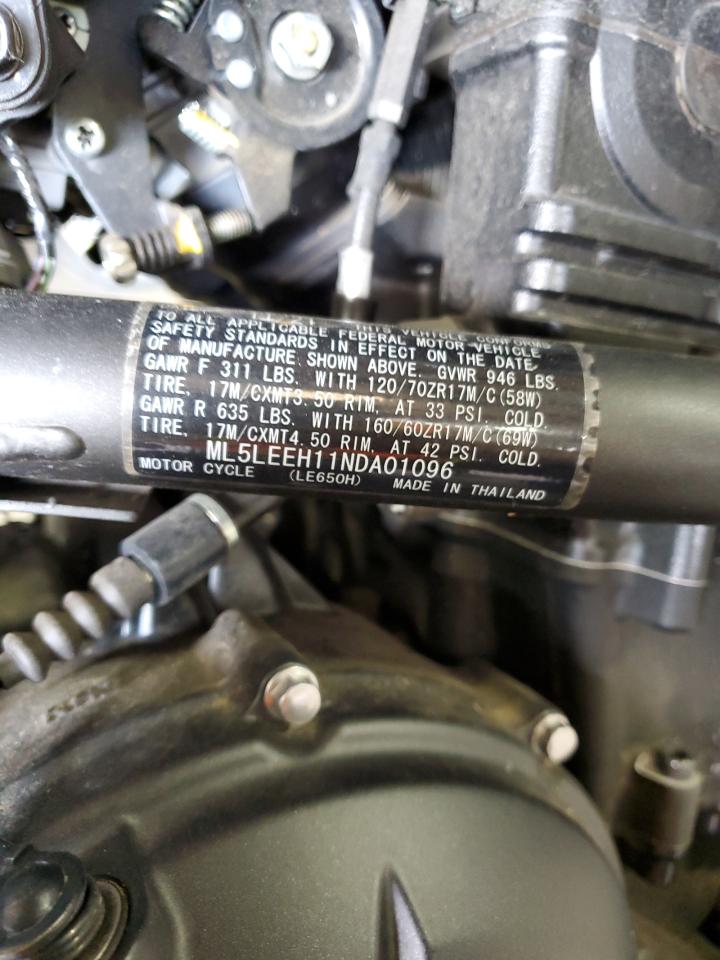 THIS VEHICLE CONFORMS
TO ALL APPLICABLE FEDERAL MOTOR VEHICLE
SAFETY STANDARDS IN EFFECT ON THE DATE
OF MANUFACTURE SHOWN ABOVE. GVWR 946 LBS.
GAWR F 311 LBS. WITH 120/70ZR17M/C(58W)
TIRE, 17M/CXMT3.50 RIM, AT 33 PSI. COLD.
GAWR R 635 LBS. WITH 160/60ZR17M/C(69W)
TIRE, 17M/CXMT4.50 RIM, AT 42 PSI. COLD.
ML5LEEH11NDA01096
MOTOR CYCLE (LE650H) MADE IN THAILAND